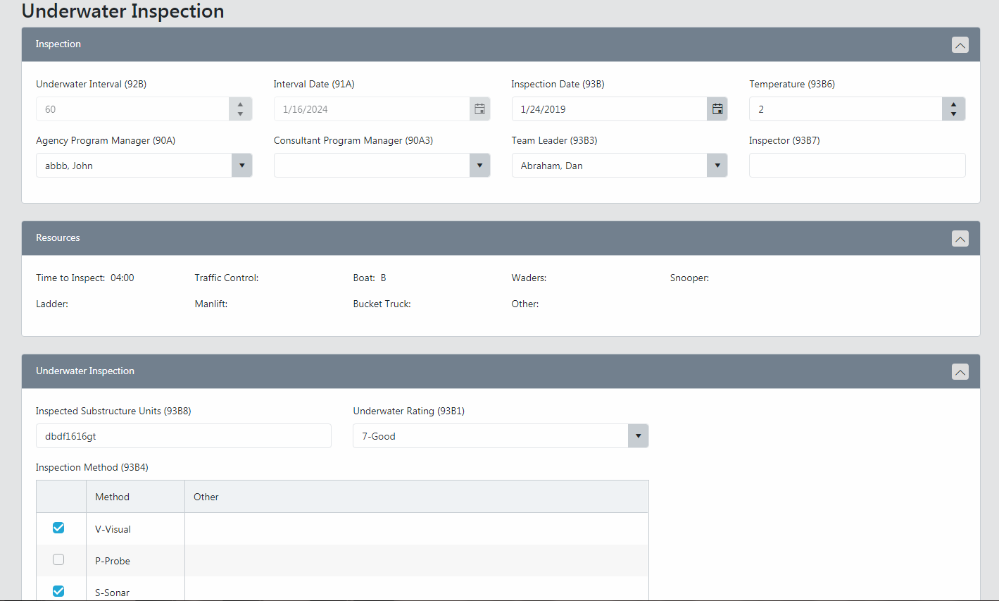 Underwater Inspection
Inspection
Underwater Interval (92B) Interval Date (91A) Inspection Date (93B) Temperature (93B6)
60 1/16/2024 1/24/2019 2
Agency Program Manager (90A) Consultant Program Manager (90A3) Team Leader (93B3) Inspector (93B7)
abbb, John Abraham, Dan
Resources
Time to Inspect: 04:00 Traffic Control: Boat: B Waders: Snooper:
Ladder: Manlift: Bucket Truck: Other:
Underwater Inspection
Inspected Substructure Units (93B8) Underwater Rating (93B1)
dbdf1616gt 7-Good
Inspection Method (93B4)
Method Other
V-Visual
P-Probe
S-Sonar